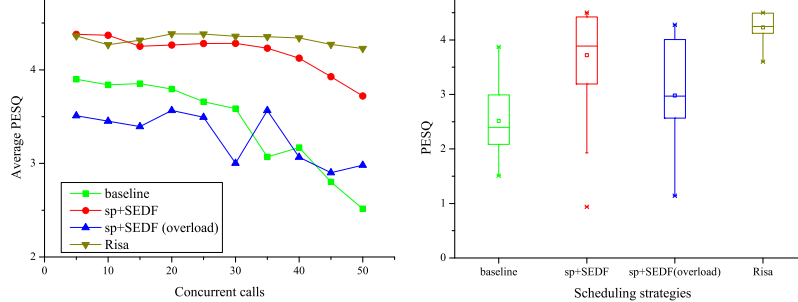 4
3
2
Average PESQ
baseline
sp+SEDF
sp+SEDF (overload)
Risa
0 10 20 30 40 50
Concurrent calls
4
3
2
1
0
PESQ
baseline sp+SEDF sp+SEDF(overload) Risa
Scheduling strategies